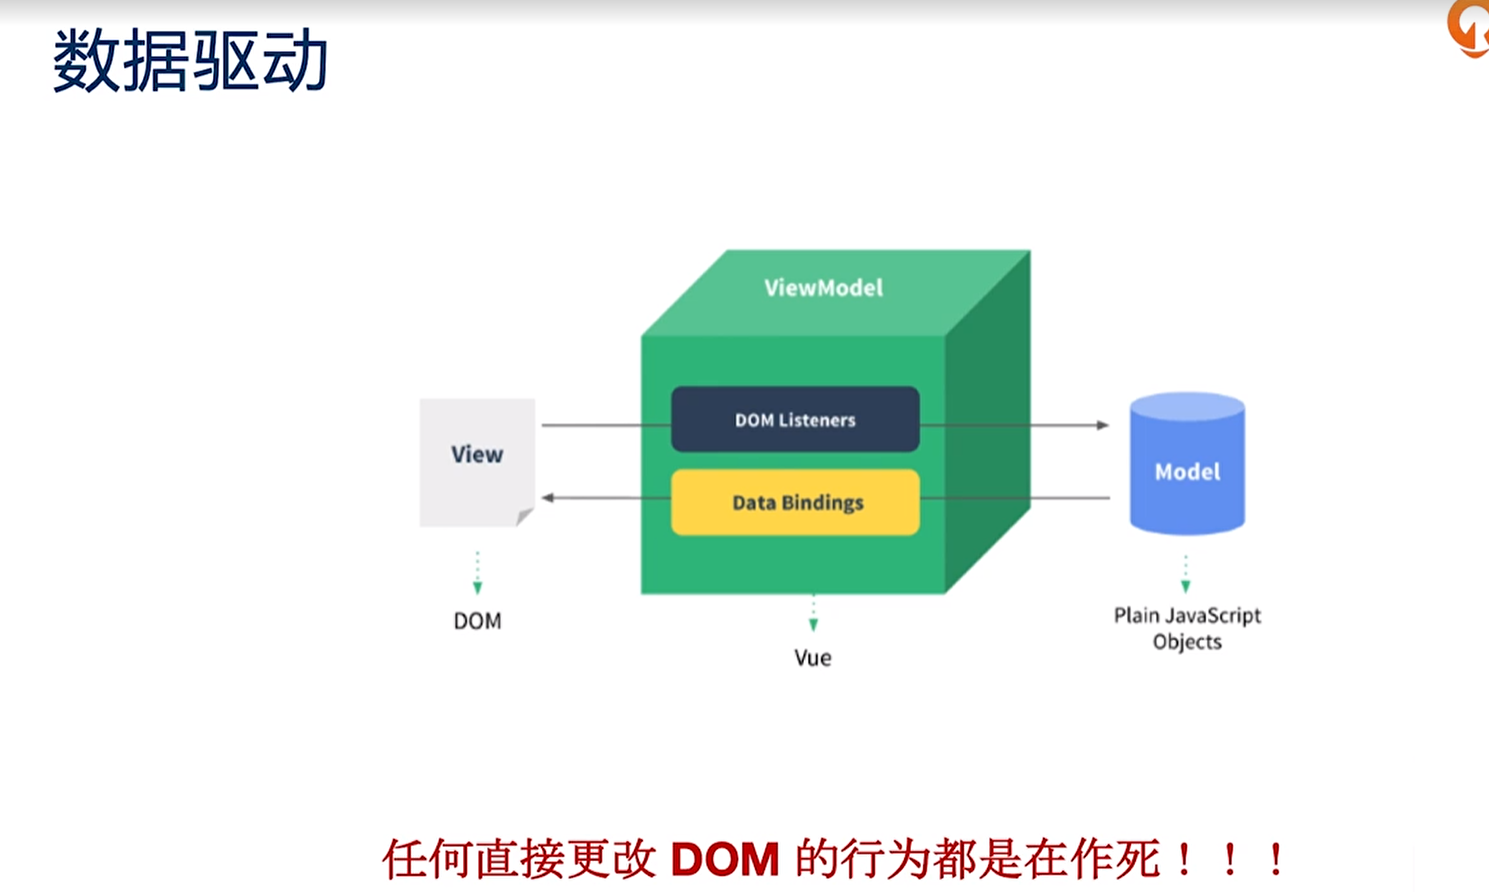 数据驱动
ViewModel
DOM Listeners
View
Data Bindings
Model
DOM
Vue
Plain JavaScript
Objects
任何直接更改 DOM 的行为都是在作死！！！